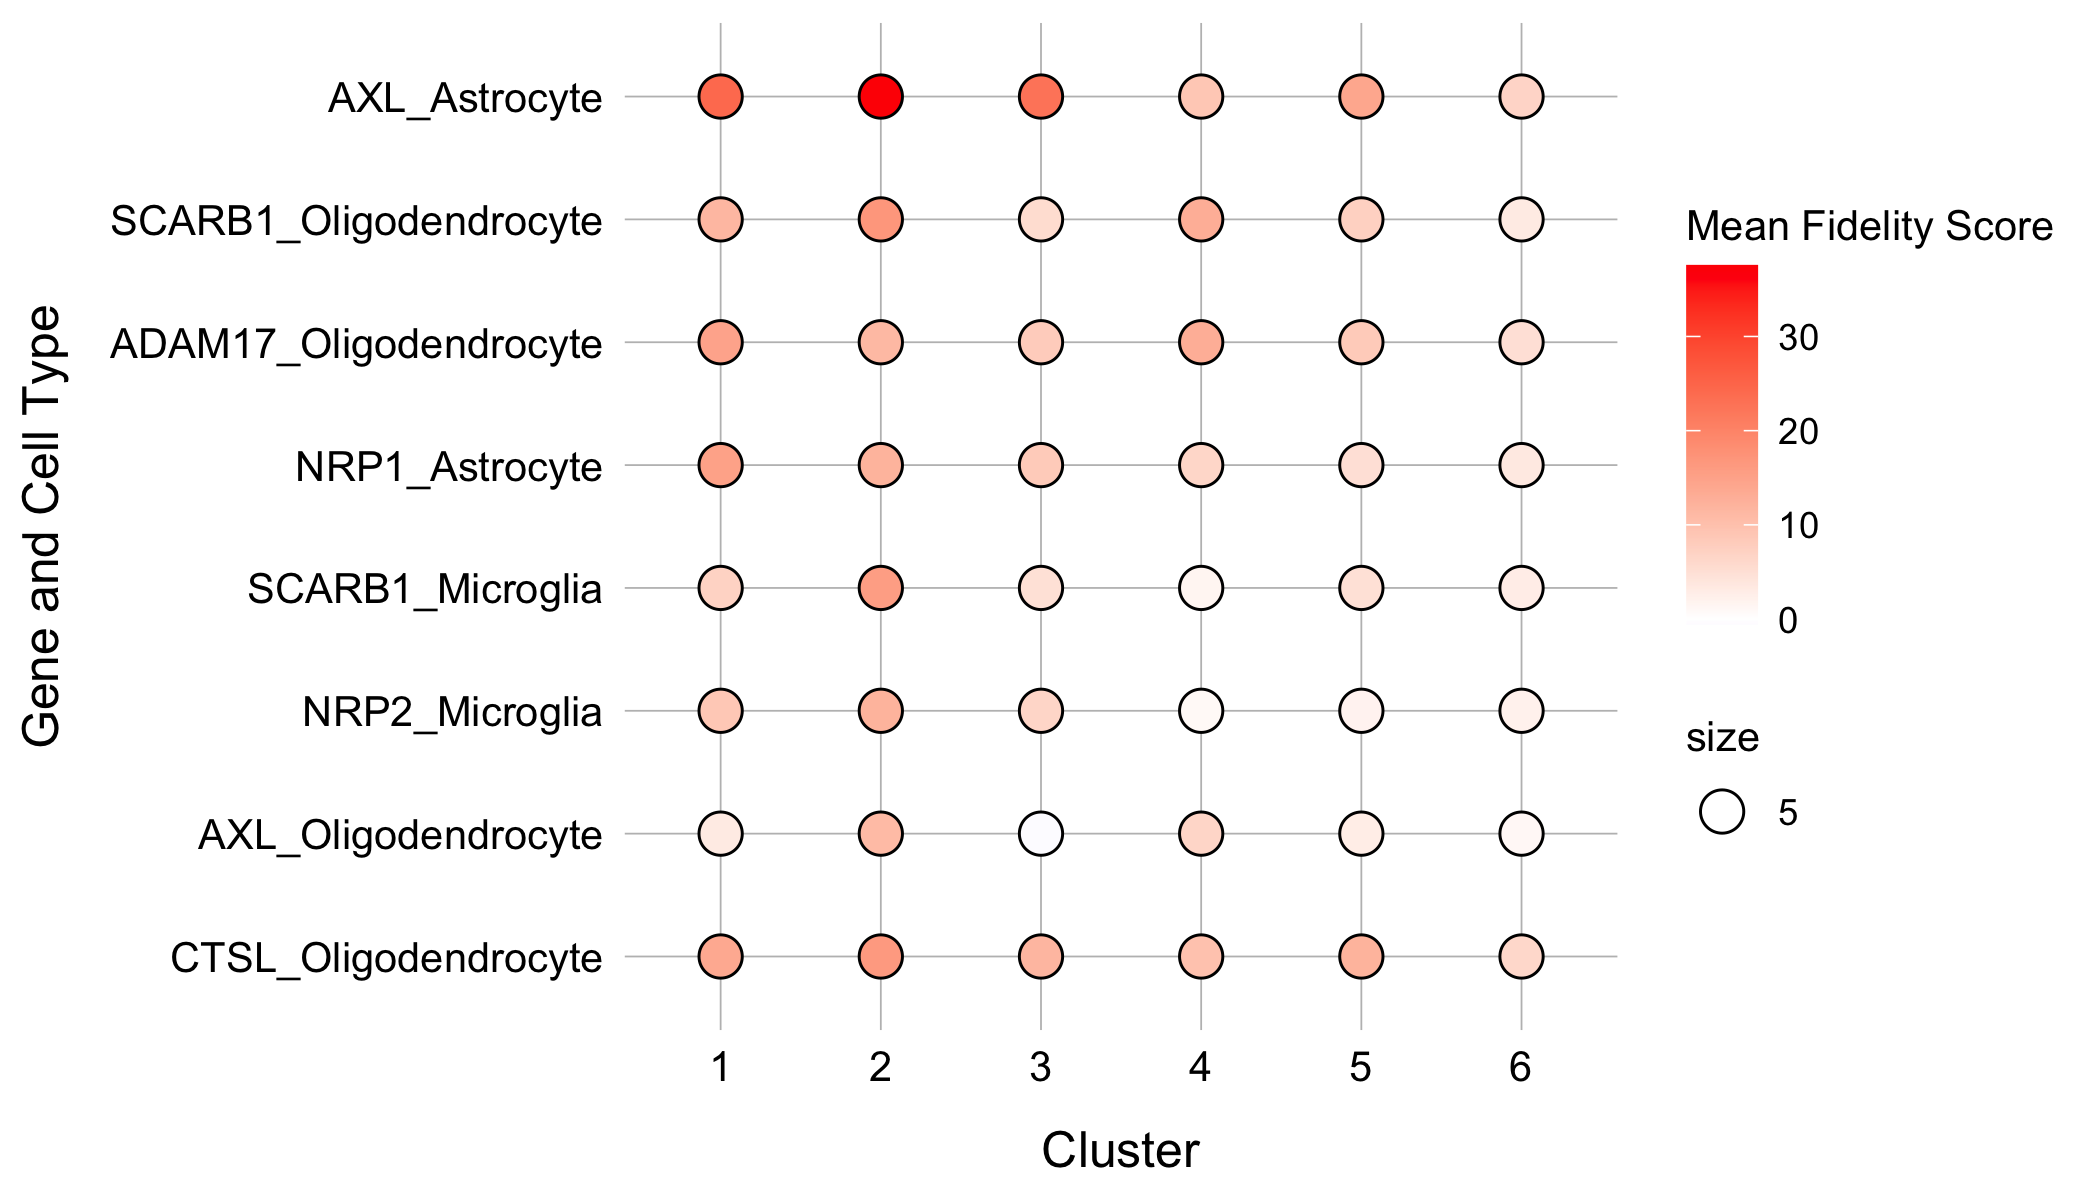 Gene and Cell Type
AXL_Astrocyte
SCARB1_Oligodendrocyte
ADAM17_Oligodendrocyte
NRP1_Astrocyte
SCARB1_Microglia
NRP2_Microglia
AXL_Oligodendrocyte
CTSL_Oligodendrocyte
1 2 3 4 5 6
Cluster
Mean Fidelity Score
30
20
10
0
size
5